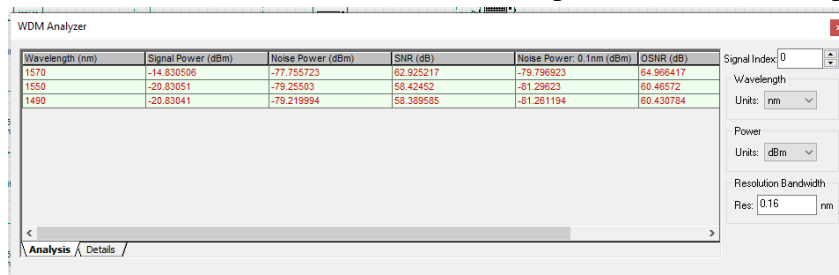 WDM Analyzer
Wavelength (nm) Signal Power (dBm) Noise Power (dBm) SNR (dB) Noise Power: 0.1nm (dBm) OSNR (dB)
1570 -14.830506 -77.755723 62.925217 -79.796923 64.966417
1550 -20.83051 -79.25503 58.42452 -81.29623 60.46572
1490 -20.83041 -79.219994 58.389585 -81.261194 60.430784
Signal Index: 0
Wavelength
Units: nm
Power
Units: dBm
Resolution Bandwidth
Res: 0.16 nm
Analysis Details